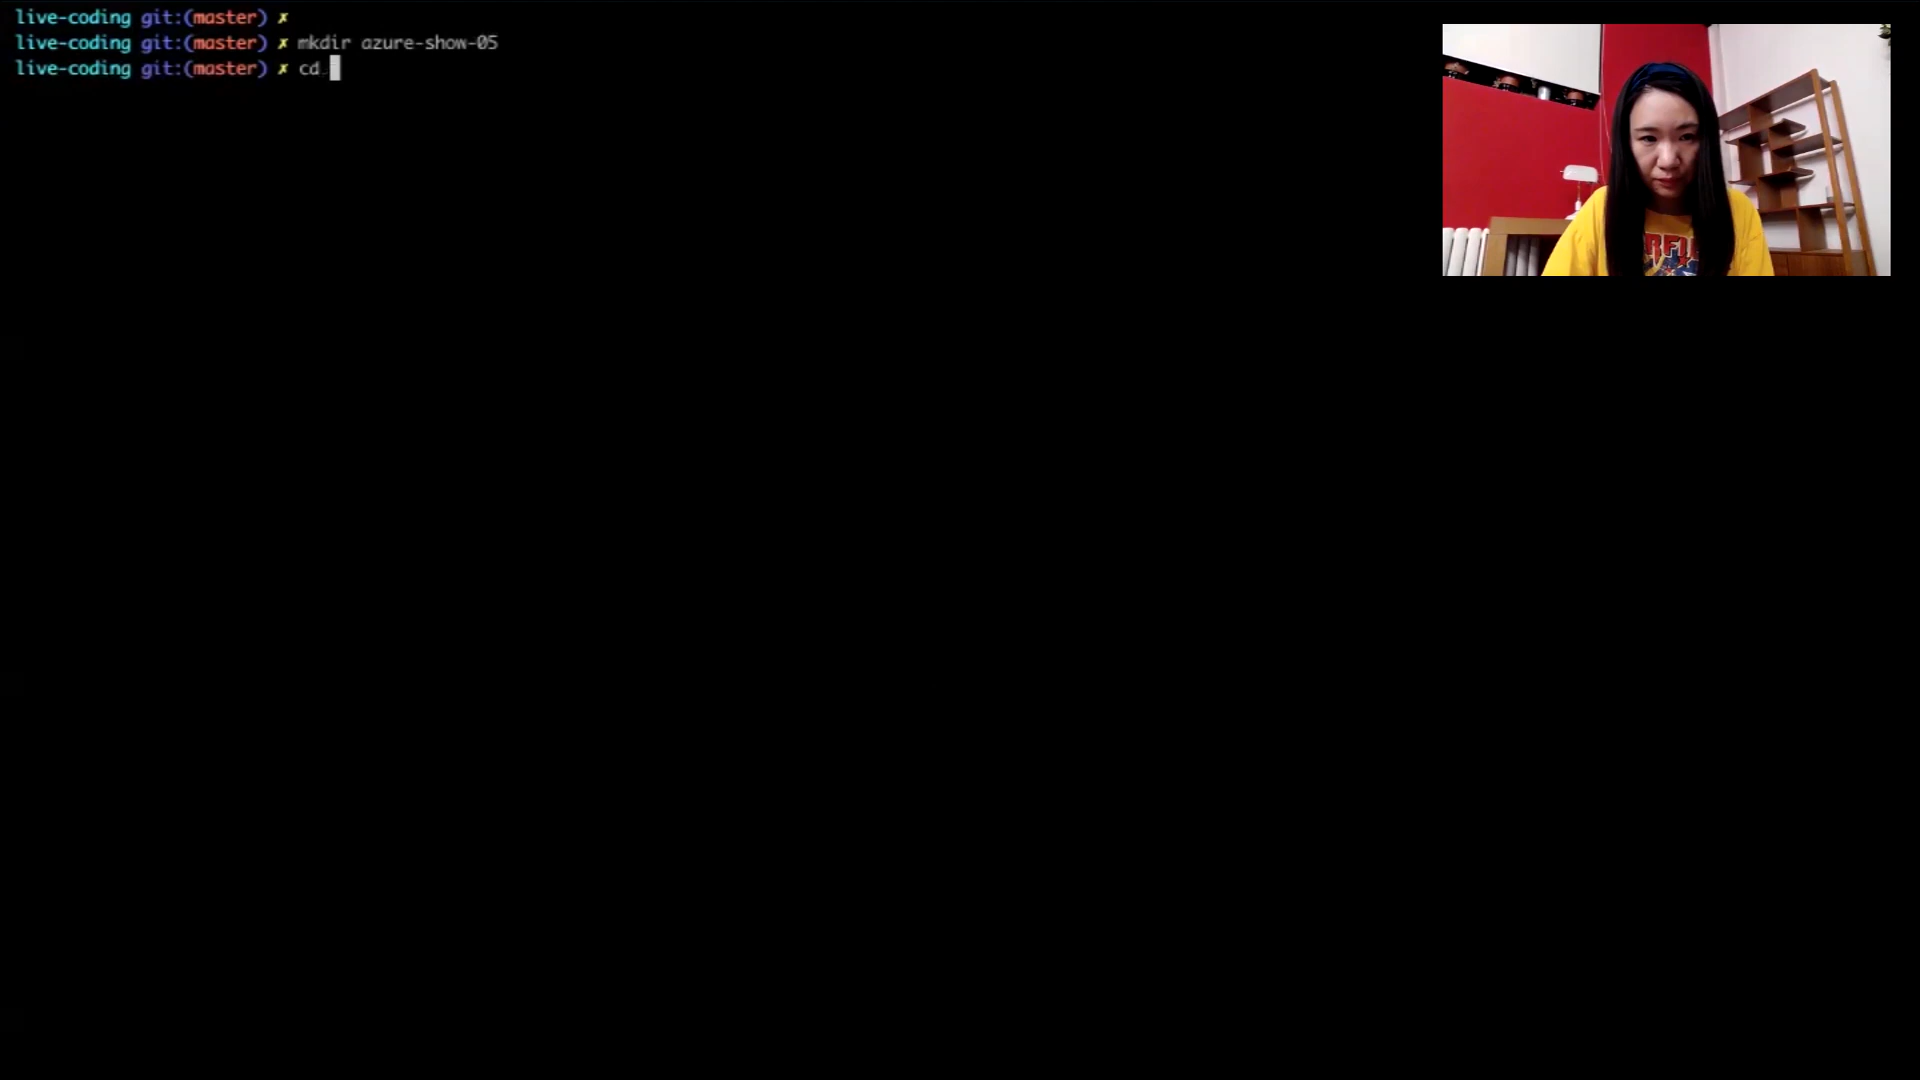 live-coding git:(master) ✗
live-coding git:(master) ✗ mkdir azure-show-05
live-coding git:(master) ✗ cd